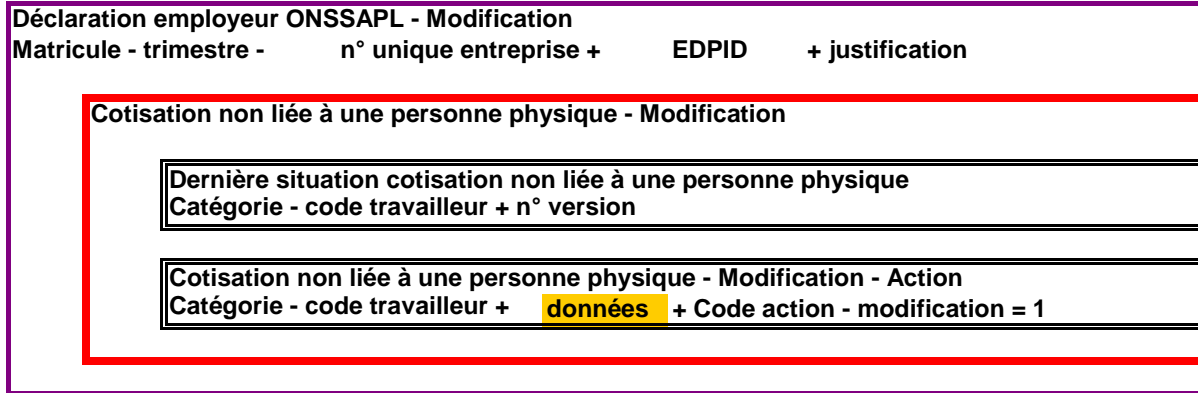 Déclaration employeur ONSSAPL - Modification
Matricule - trimestre - n° unique entreprise + EDPID + justification
Cotisation non liée à une personne physique - Modification
Dernière situation cotisation non liée à une personne physique
Catégorie - code travailleur + n° version
Cotisation non liée à une personne physique - Modification - Action
Catégorie - code travailleur + données + Code action - modification = 1